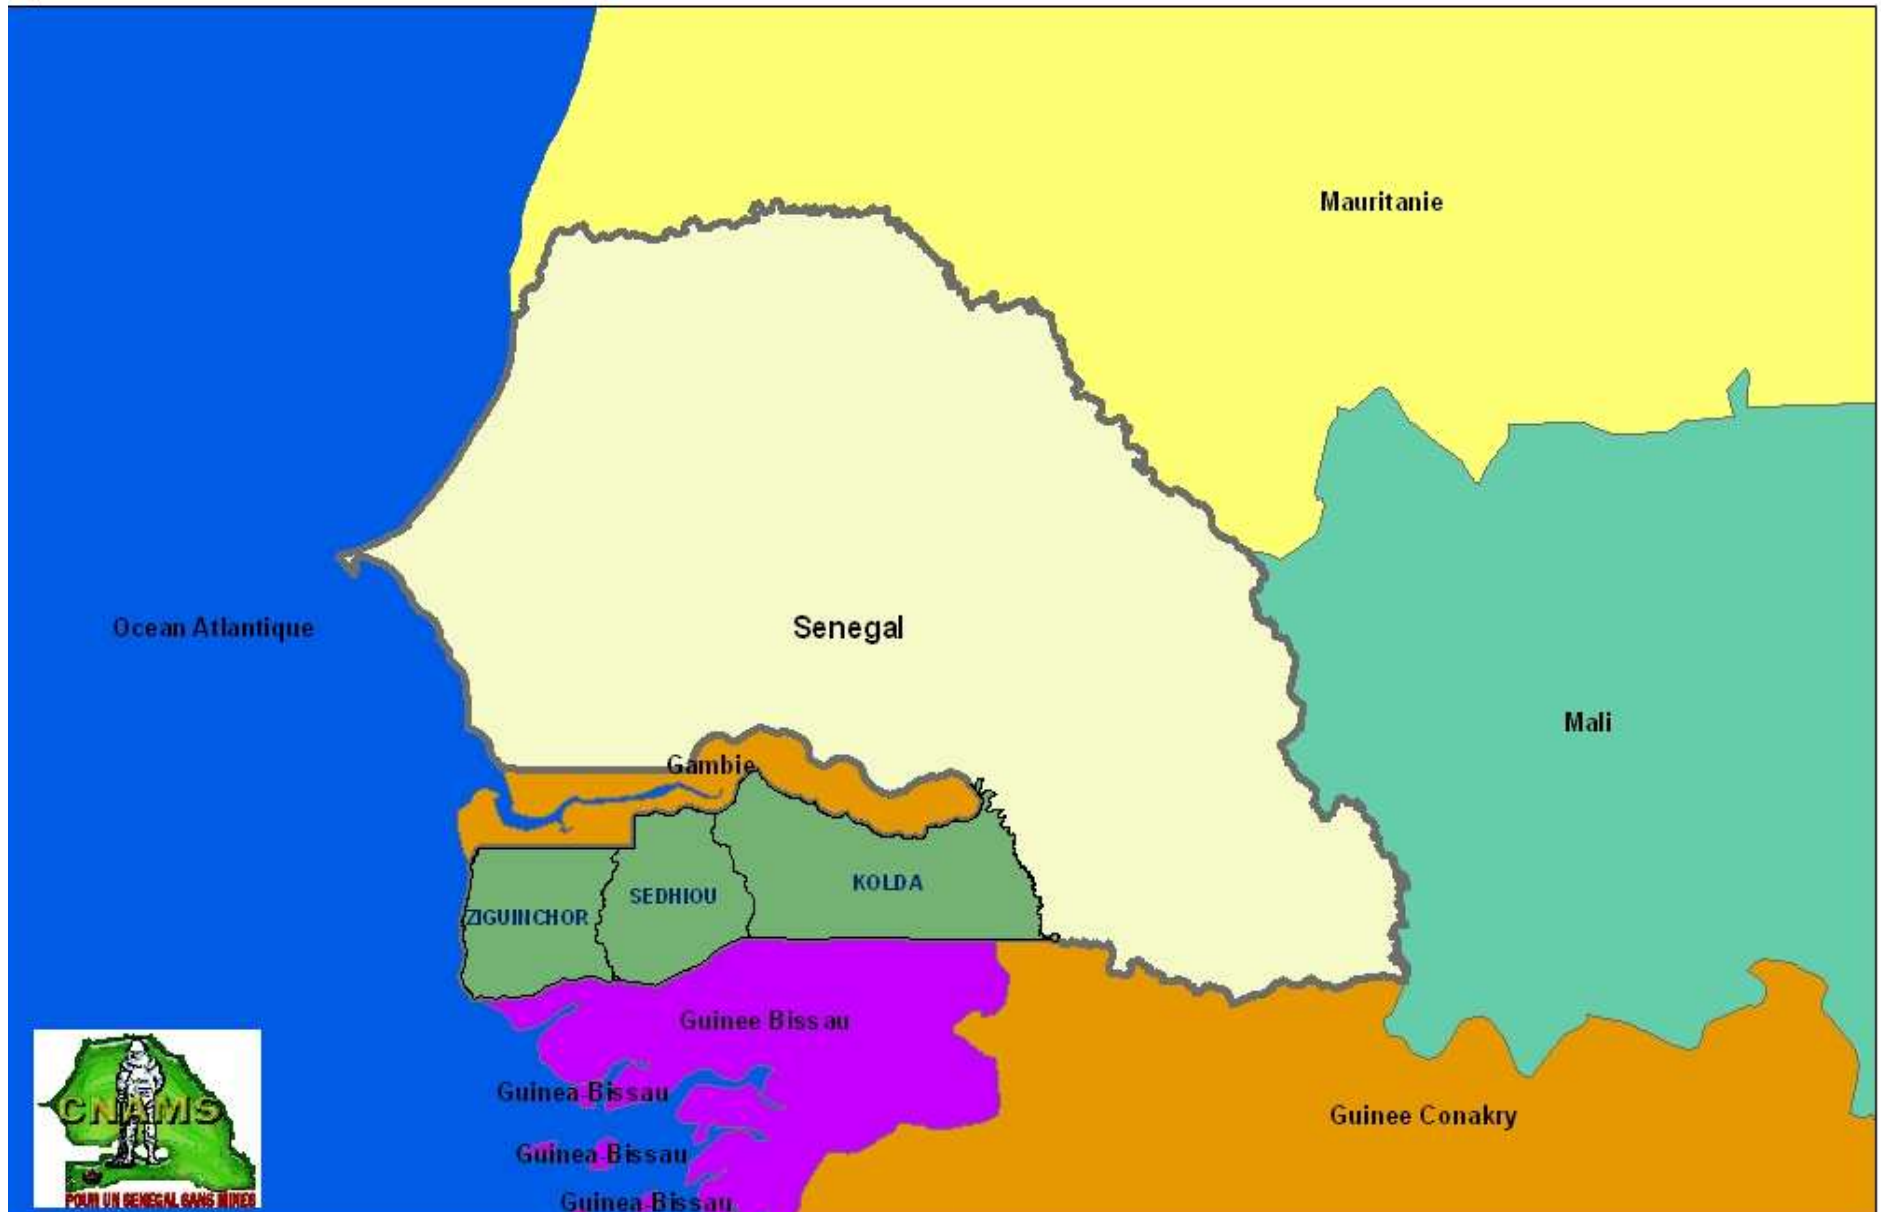 Mauritanie
Ocean Atlantique
Senegal
Mali
Gambie
KOLDA
SEDHIOU
ZIGUINCHOR
Guinee Bissau
Guinea-Bissau
Guinee Conakry
Guinea-Bissau
Guinea-Bissau
CNAMS
POUR UN SENEGAL SANS MINES